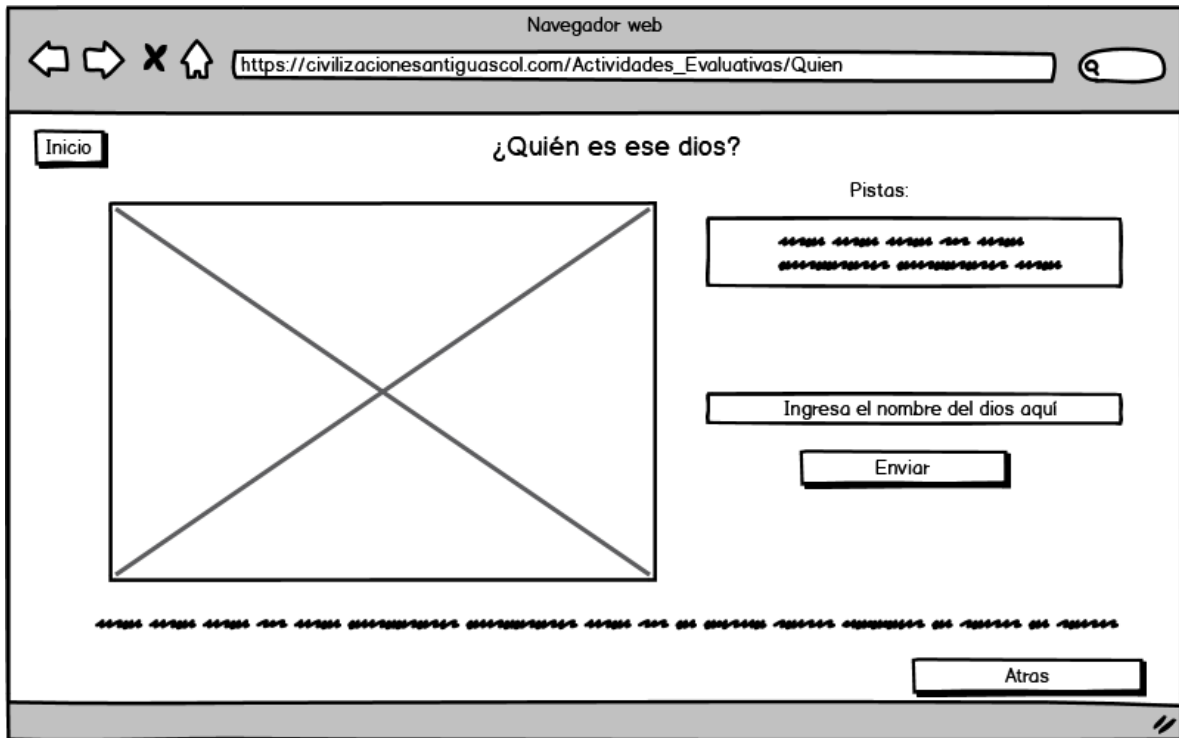 Navegador web
https://civilizacionesantiguascol.com/Actividades_Evaluativas/Quien
Inicio
¿Quién es ese dios?
Pistas:
Ingresa el nombre del dios aquí
Enviar
Atras